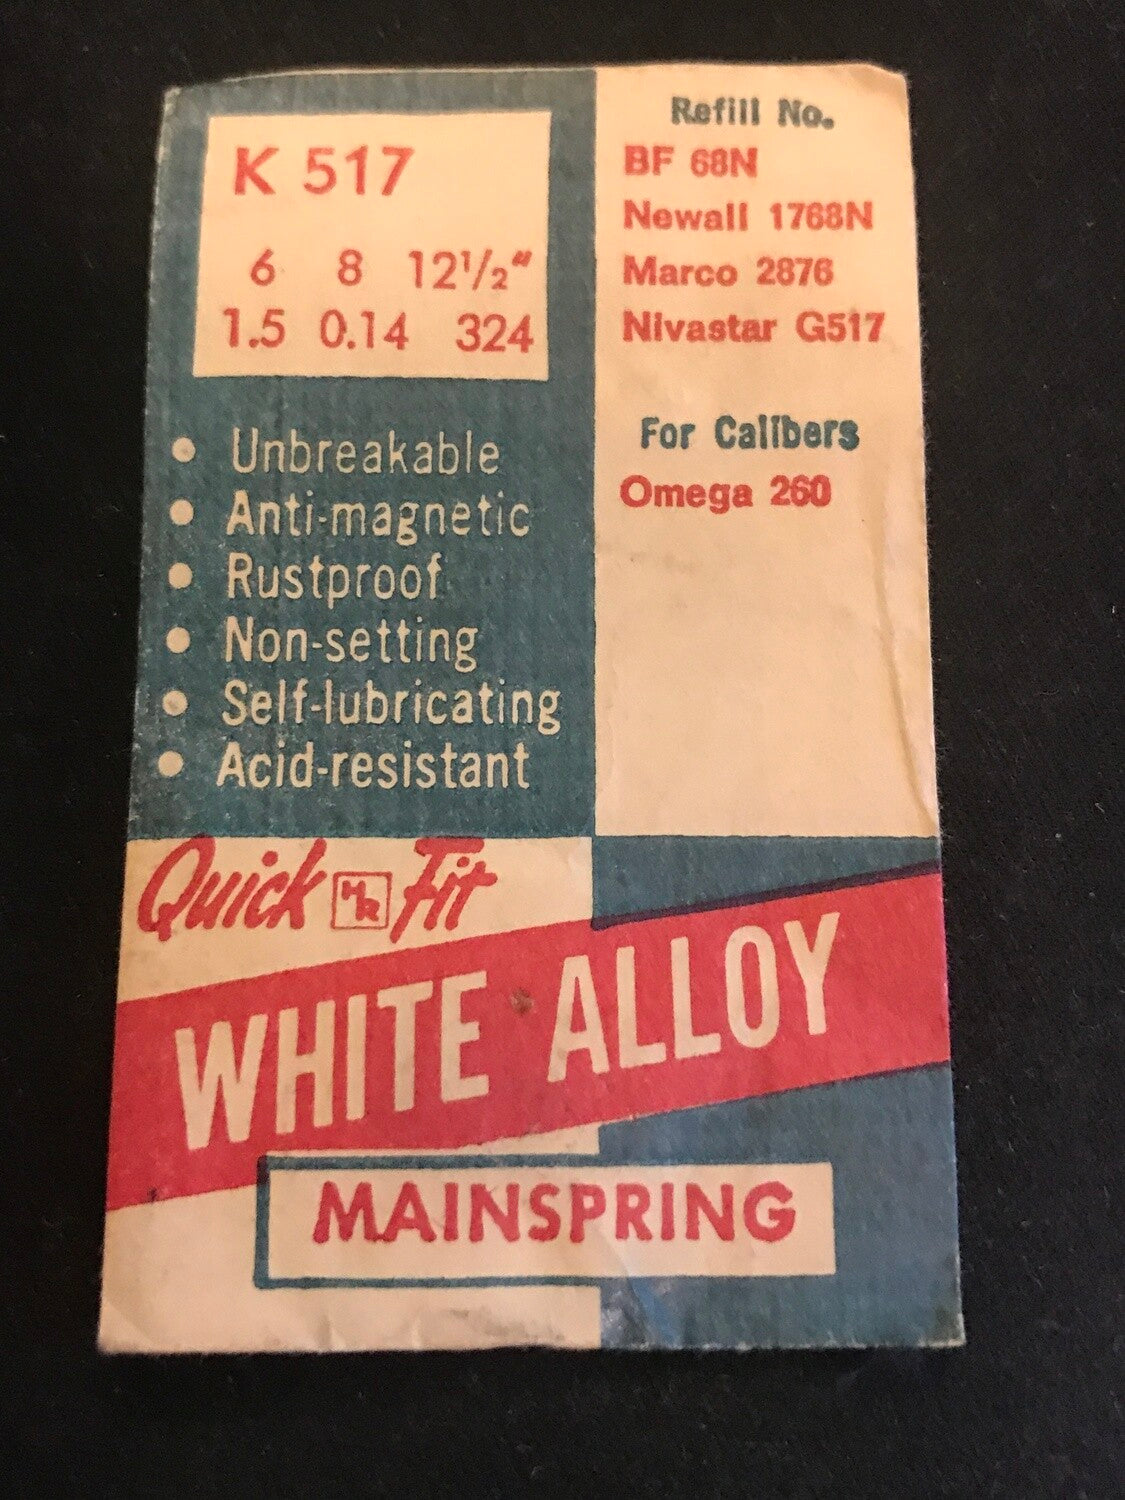 K 517
6 8 12½"
1.5 0.14 324
• Unbreakable
• Anti-magnetic
• Rustproof
• Non-setting
• Self-lubricating
• Acid-resistant
Refill No.
BF 68N
Newall 1768N
Marco 2876
Nivastar G517
For Calibers
Omega 260
Quick HR Fit
WHITE ALLOY
MAINSPRING